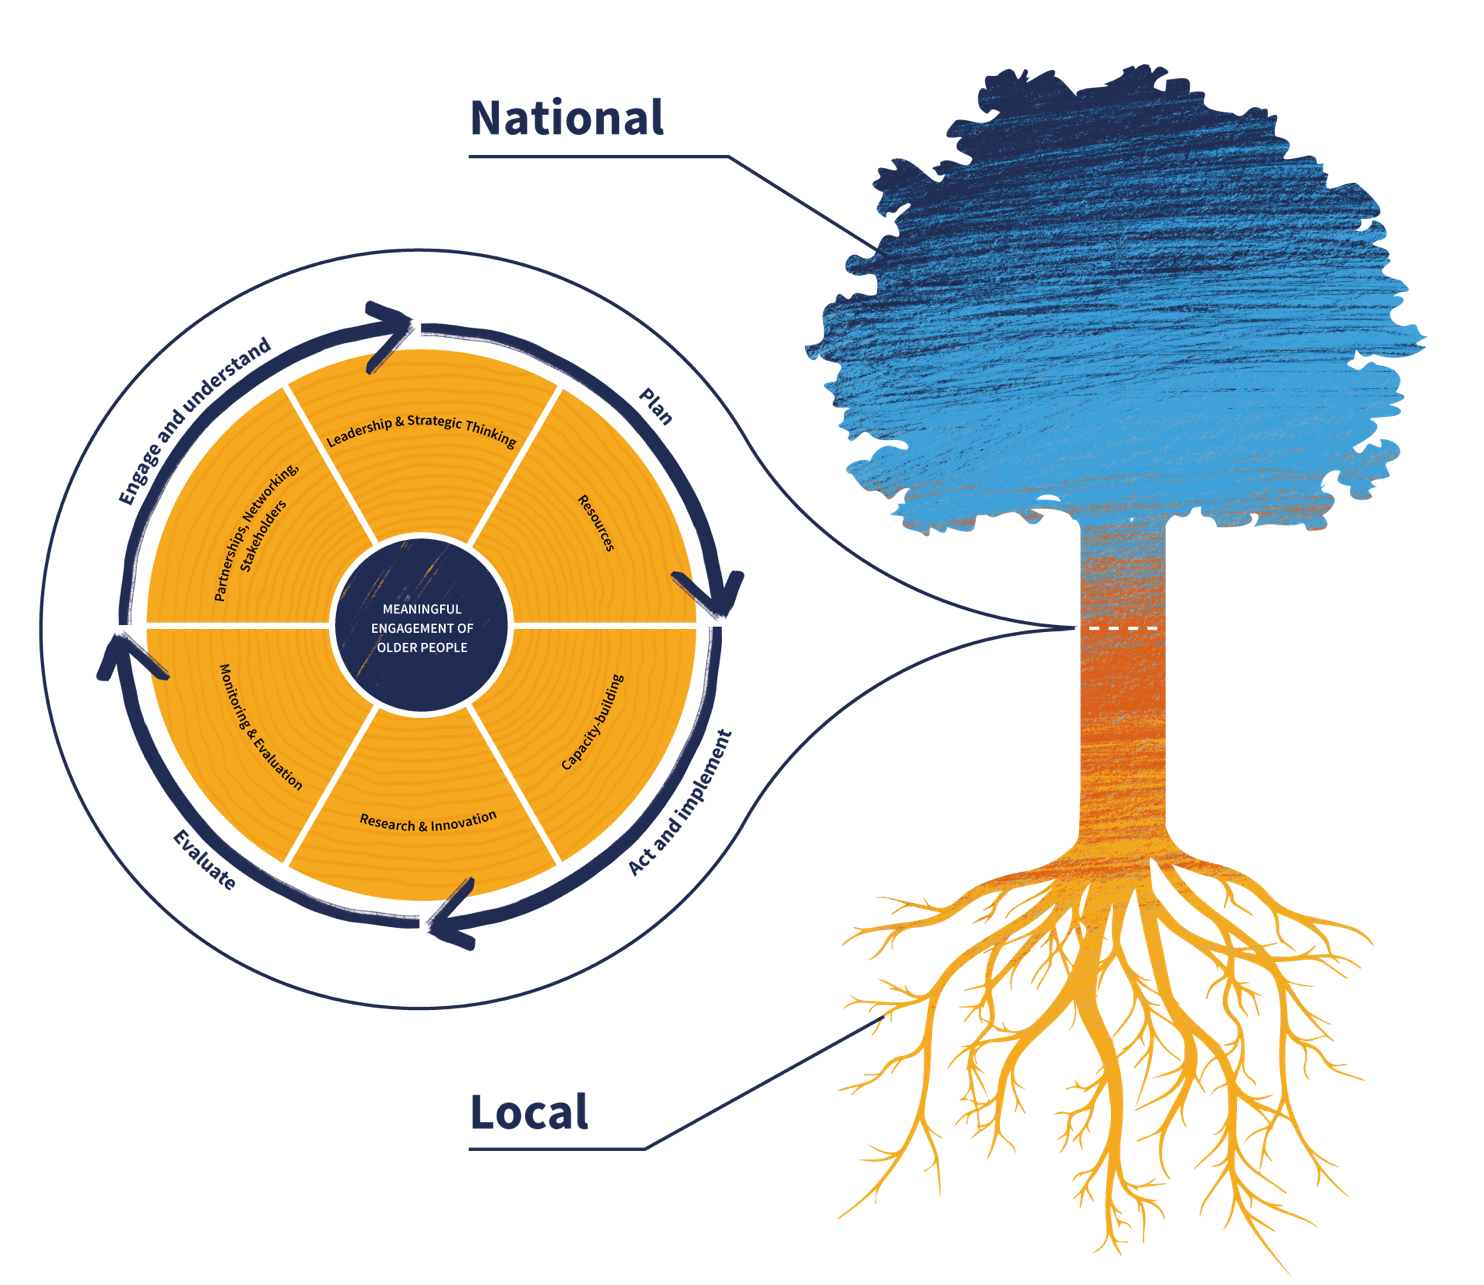 National
Engage and understand
Plan
Leadership & Strategic Thinking
Partnerships, Networking,
Stakeholders
Resources
MEANINGFUL
ENGAGEMENT OF
OLDER PEOPLE
Monitoring & Evaluation
Capacity-building
Research & Innovation
Evaluate
Act and implement
Local